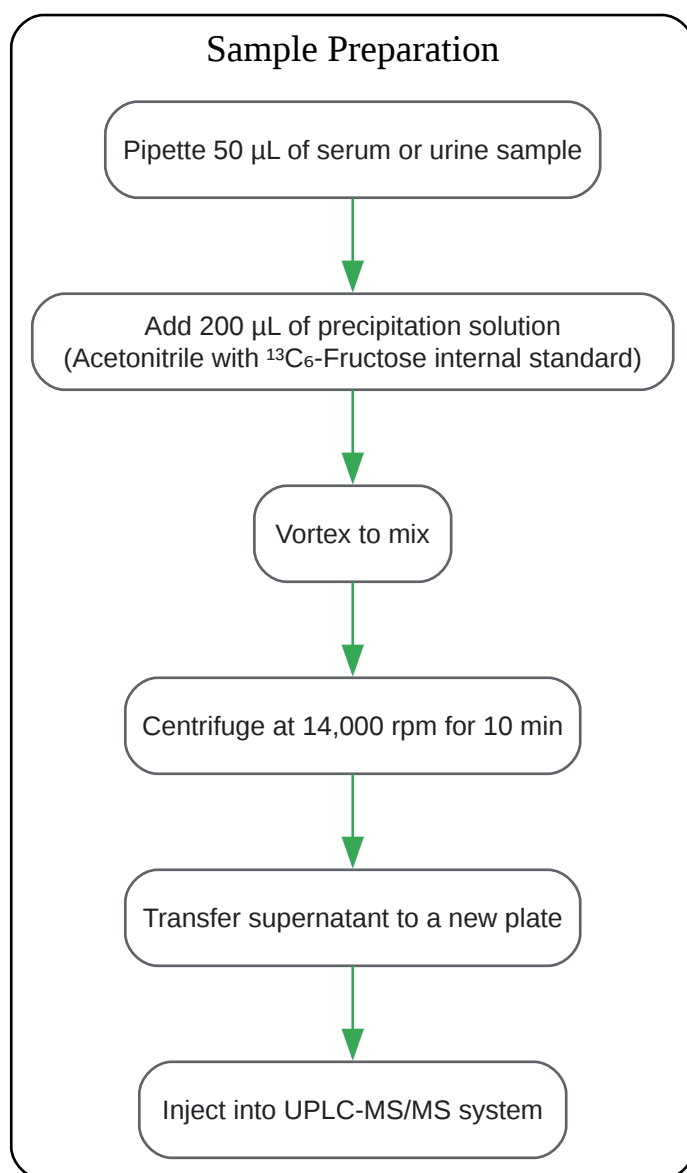 Sample Preparation
Pipette 50 µL of serum or urine sample
Add 200 µL of precipitation solution
(Acetonitrile with ¹³C₆-Fructose internal standard)
Vortex to mix
Centrifuge at 14,000 rpm for 10 min
Transfer supernatant to a new plate
Inject into UPLC-MS/MS system